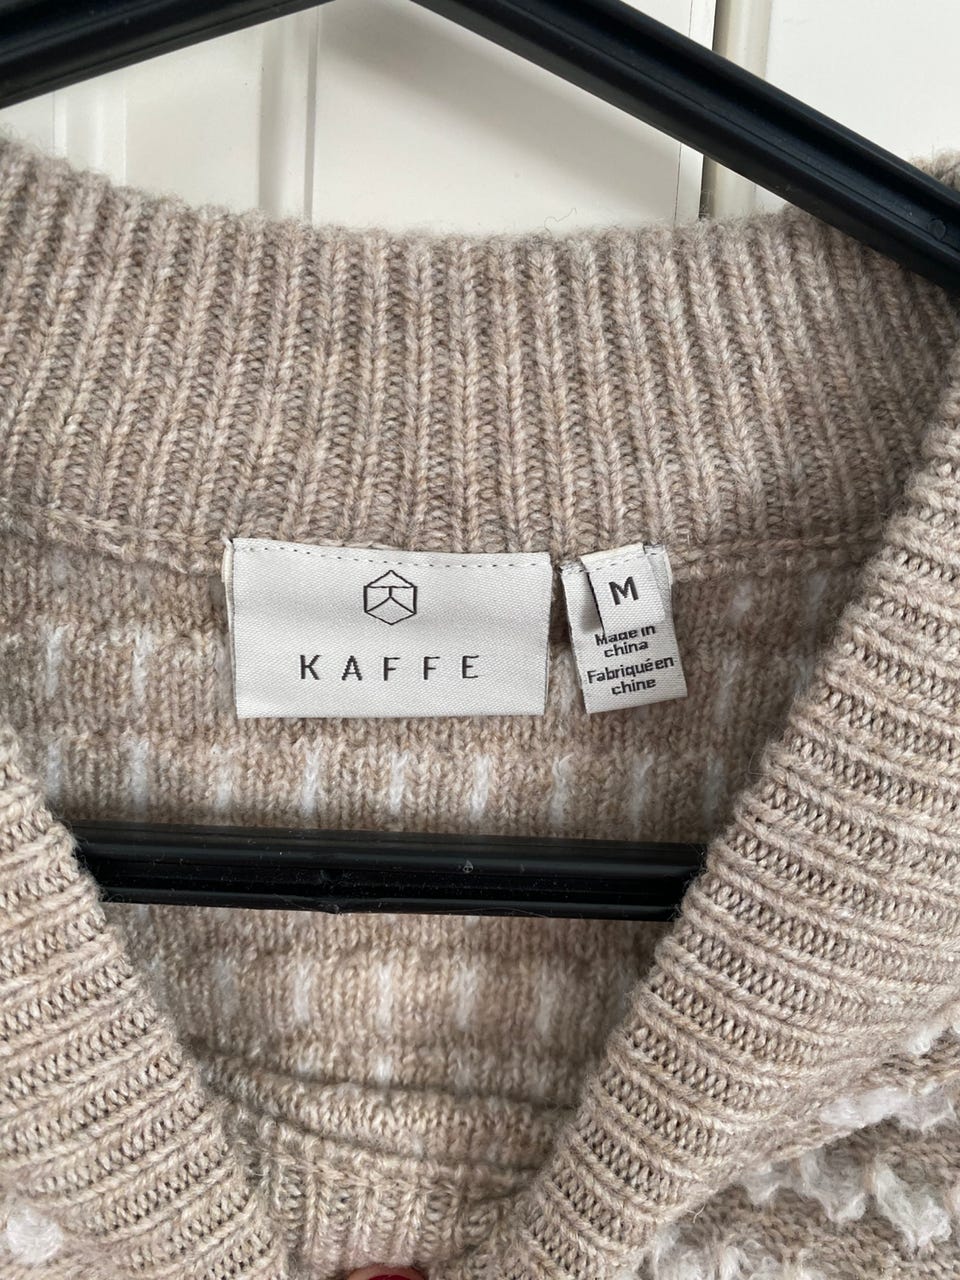 KAFFE
M
Made in
china
Fabriqué en
chine